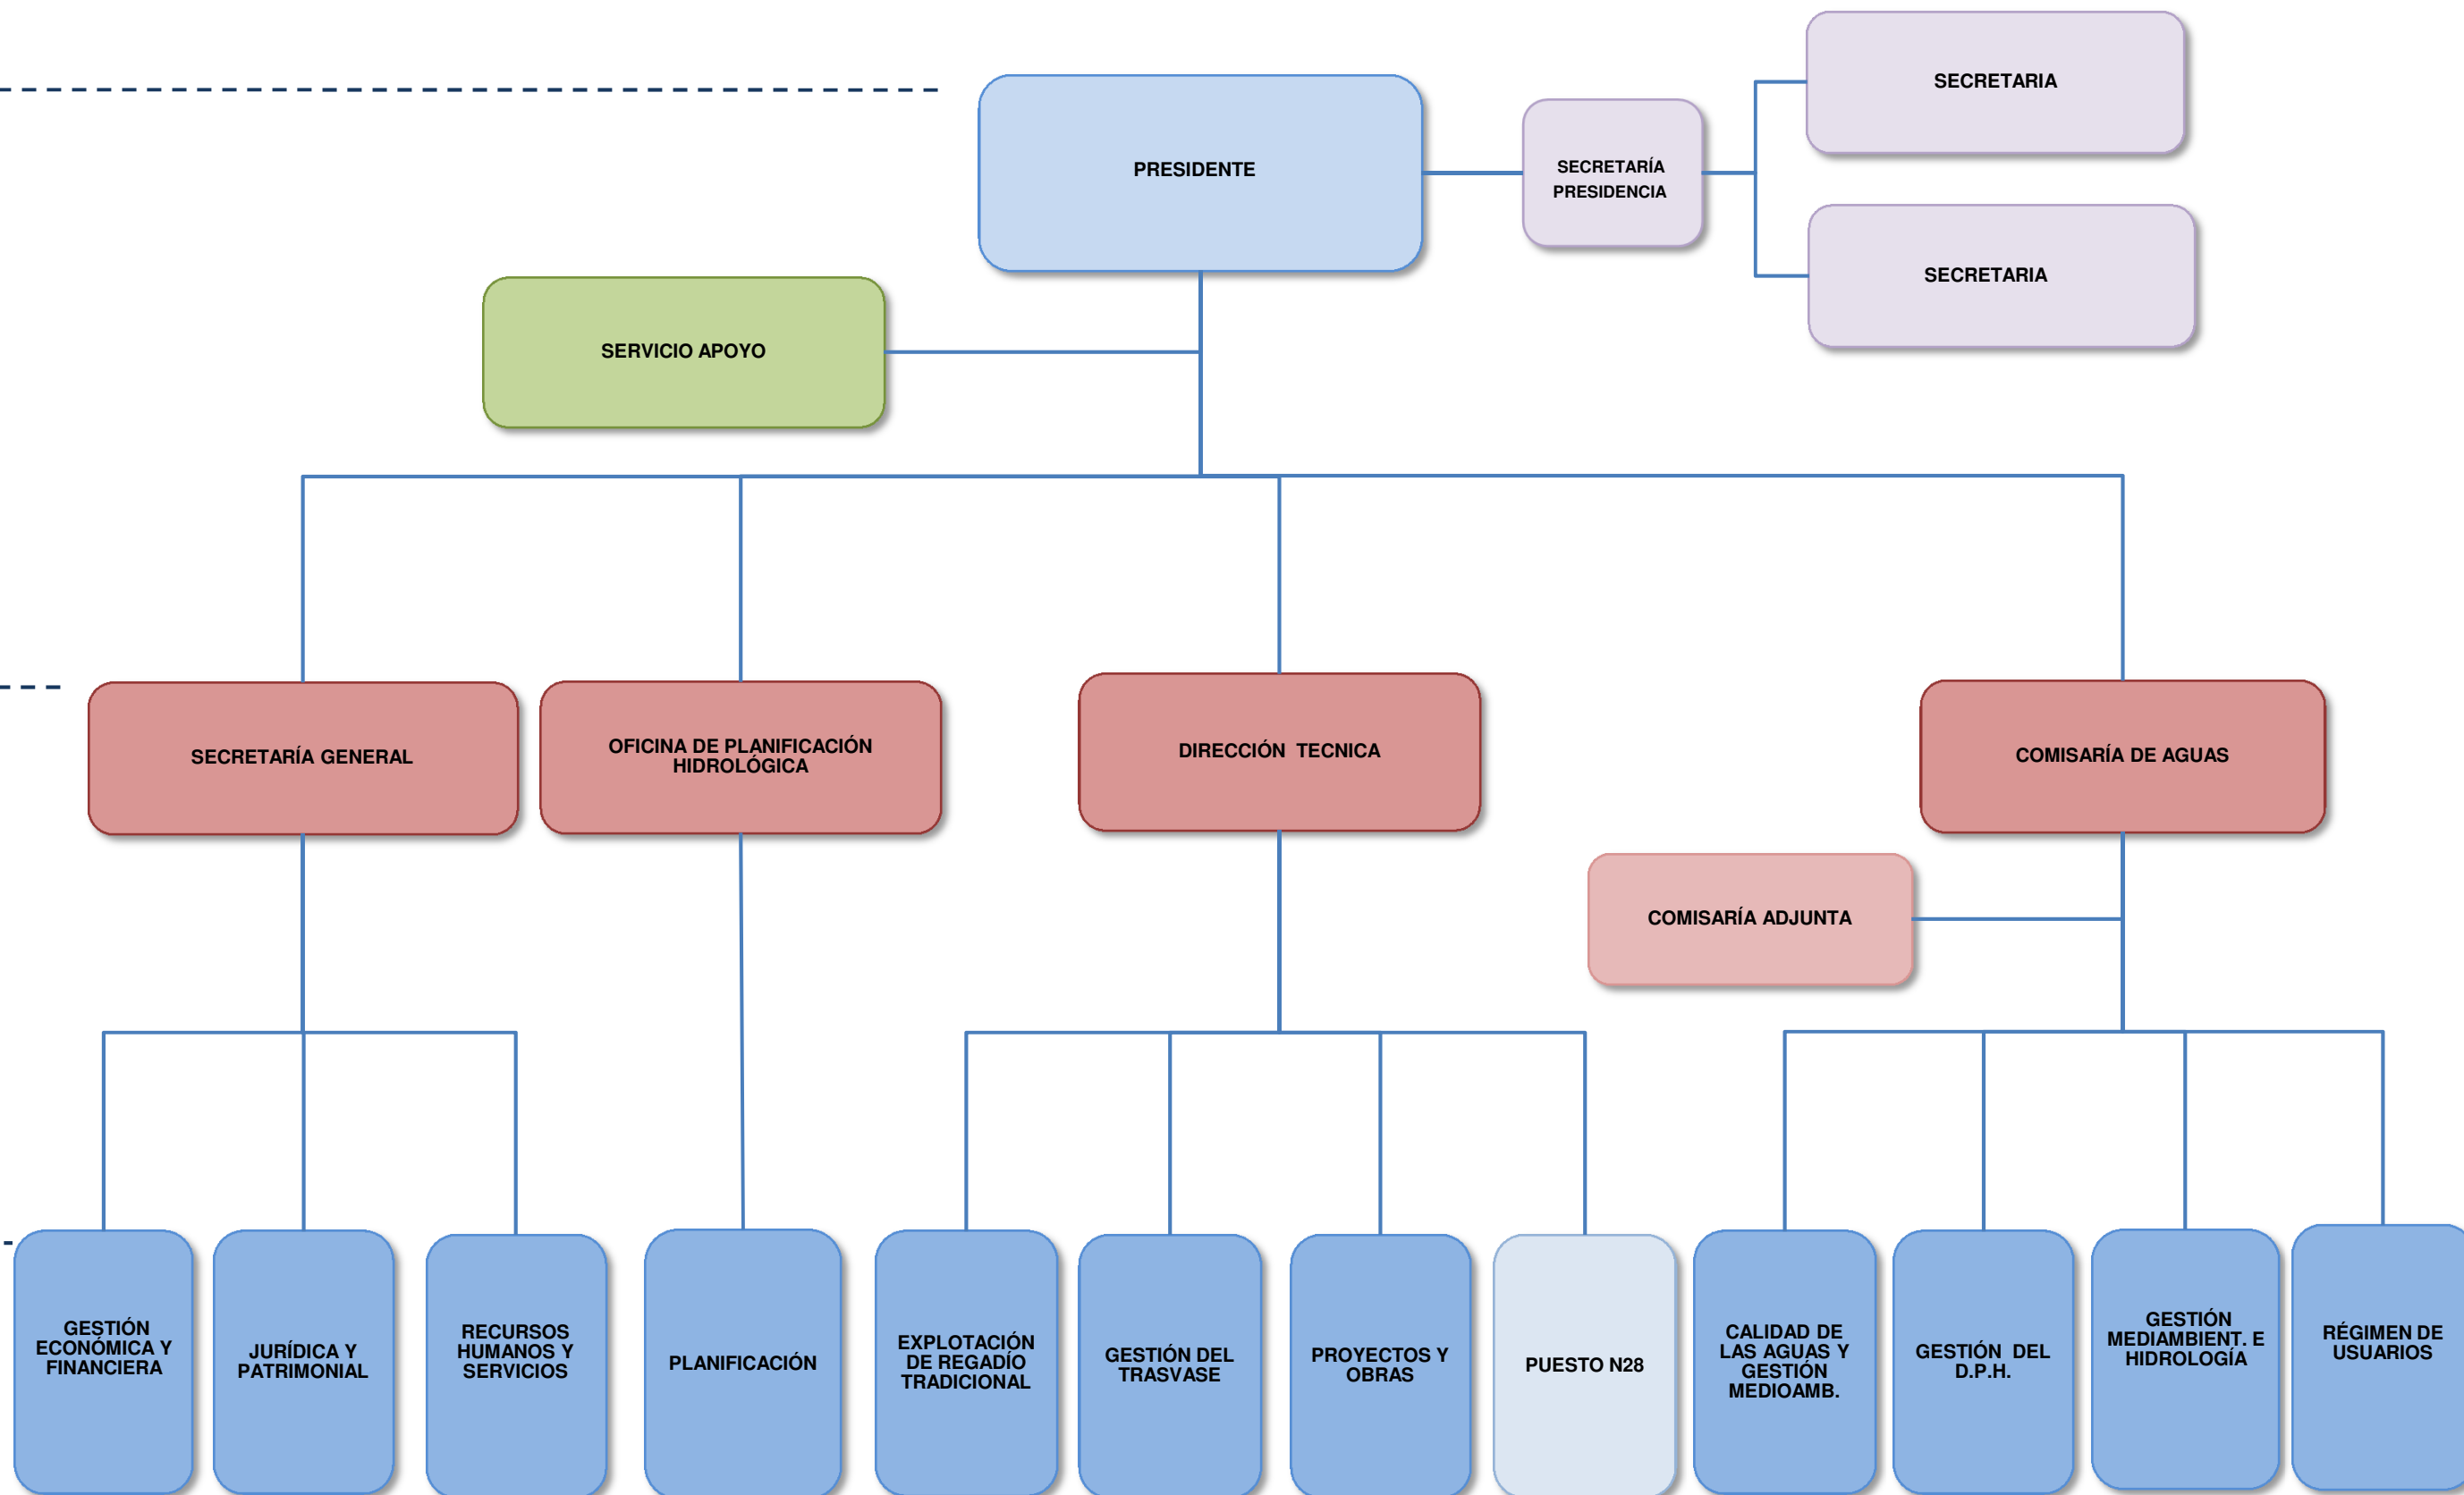 SECRETARIA
PRESIDENTE
SECRETARÍA
PRESIDENCIA
SECRETARIA
SERVICIO APOYO
SECRETARÍA GENERAL
OFICINA DE PLANIFICACIÓN
HIDROLÓGICA
DIRECCIÓN  TECNICA
COMISARÍA DE AGUAS
COMISARÍA ADJUNTA
GESTIÓN
ECONÓMICA Y
FINANCIERA
JURÍDICA Y
PATRIMONIAL
RECURSOS
HUMANOS Y
SERVICIOS
PLANIFICACIÓN
EXPLOTACIÓN
DE REGADÍO
TRADICIONAL
GESTIÓN DEL
TRASVASE
PROYECTOS Y
OBRAS
PUESTO N28
CALIDAD DE
LAS AGUAS Y
GESTIÓN
MEDIOAMB.
GESTIÓN  DEL
D.P.H.
GESTIÓN
MEDIAMBIENT. E
HIDROLOGÍA
RÉGIMEN DE
USUARIOS